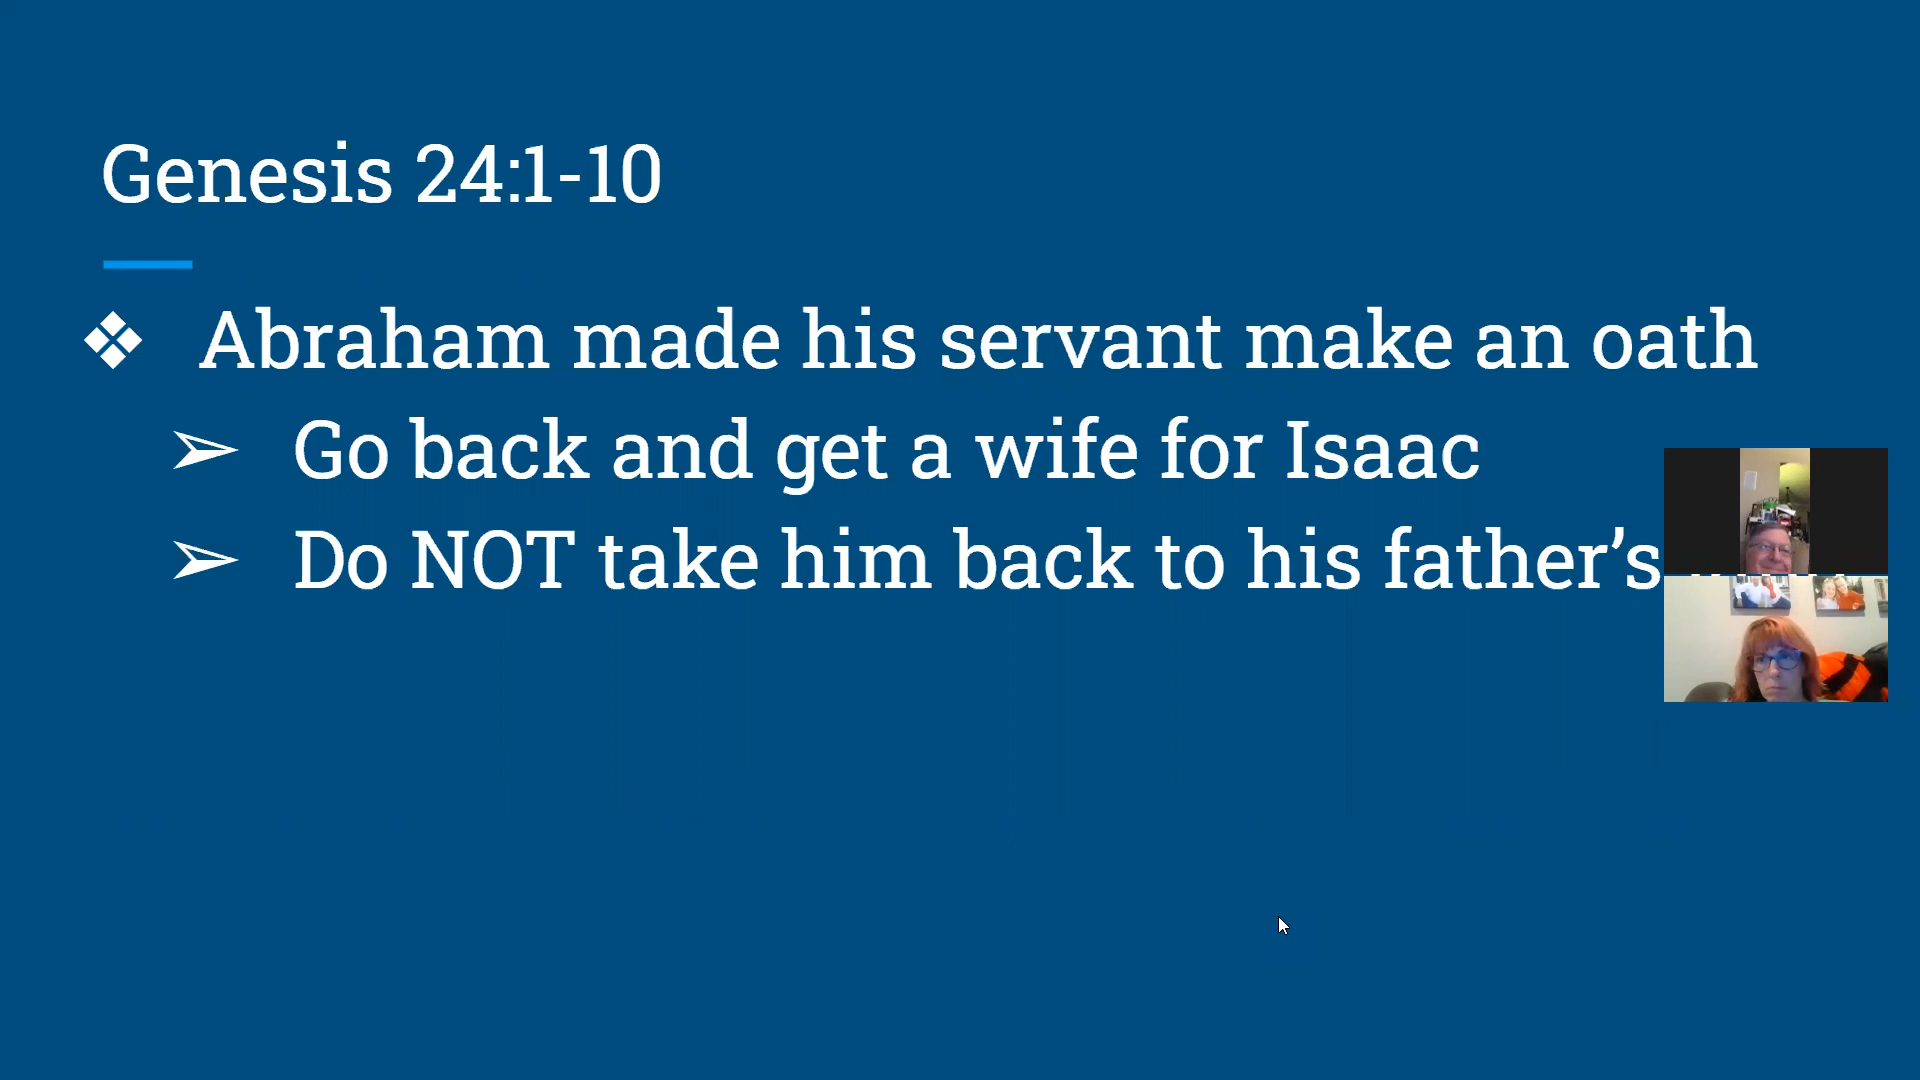 Genesis 24:1-10
❖ Abraham made his servant make an oath
➢ Go back and get a wife for Isaac
➢ Do NOT take him back to his father’s